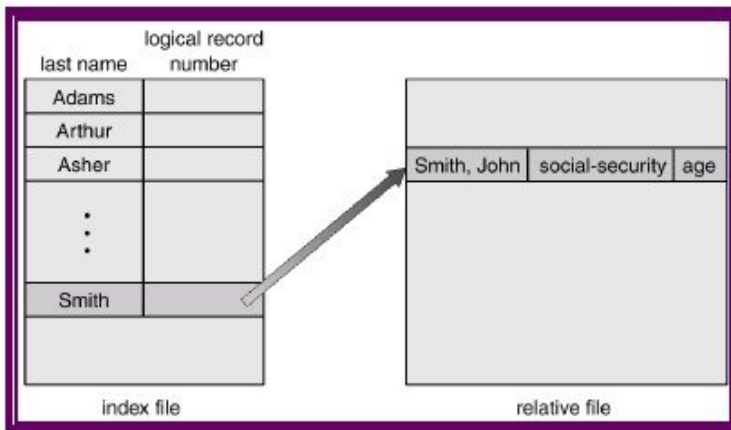 logical record
last name number
Adams
Arthur
Asher
Smith
Smith, John social-security age
index file
relative file